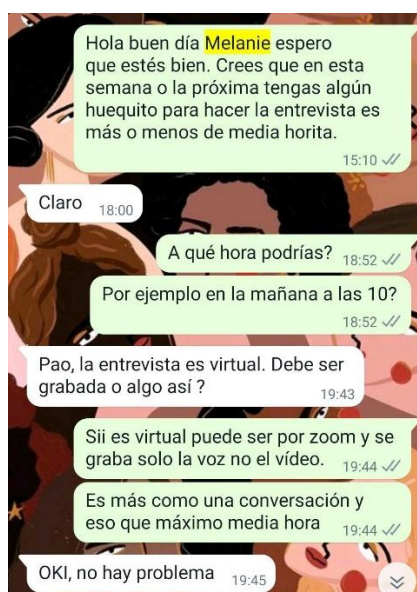 Hola buen día Melanie espero
que estés bien. Crees que en esta
semana o la próxima tengas algún
huequito para hacer la entrevista es
más o menos de media horita.
15:10
Claro 18:00
A qué hora podrías? 18:52
Por ejemplo en la mañana a las 10?
18:52
Pao, la entrevista es virtual. Debe ser
grabada o algo así ?
19:43
Sii es virtual puede ser por zoom y se
graba solo la voz no el vídeo. 19:44
Es más como una conversación y
eso que máximo media hora 19:44
OKI, no hay problema 19:45